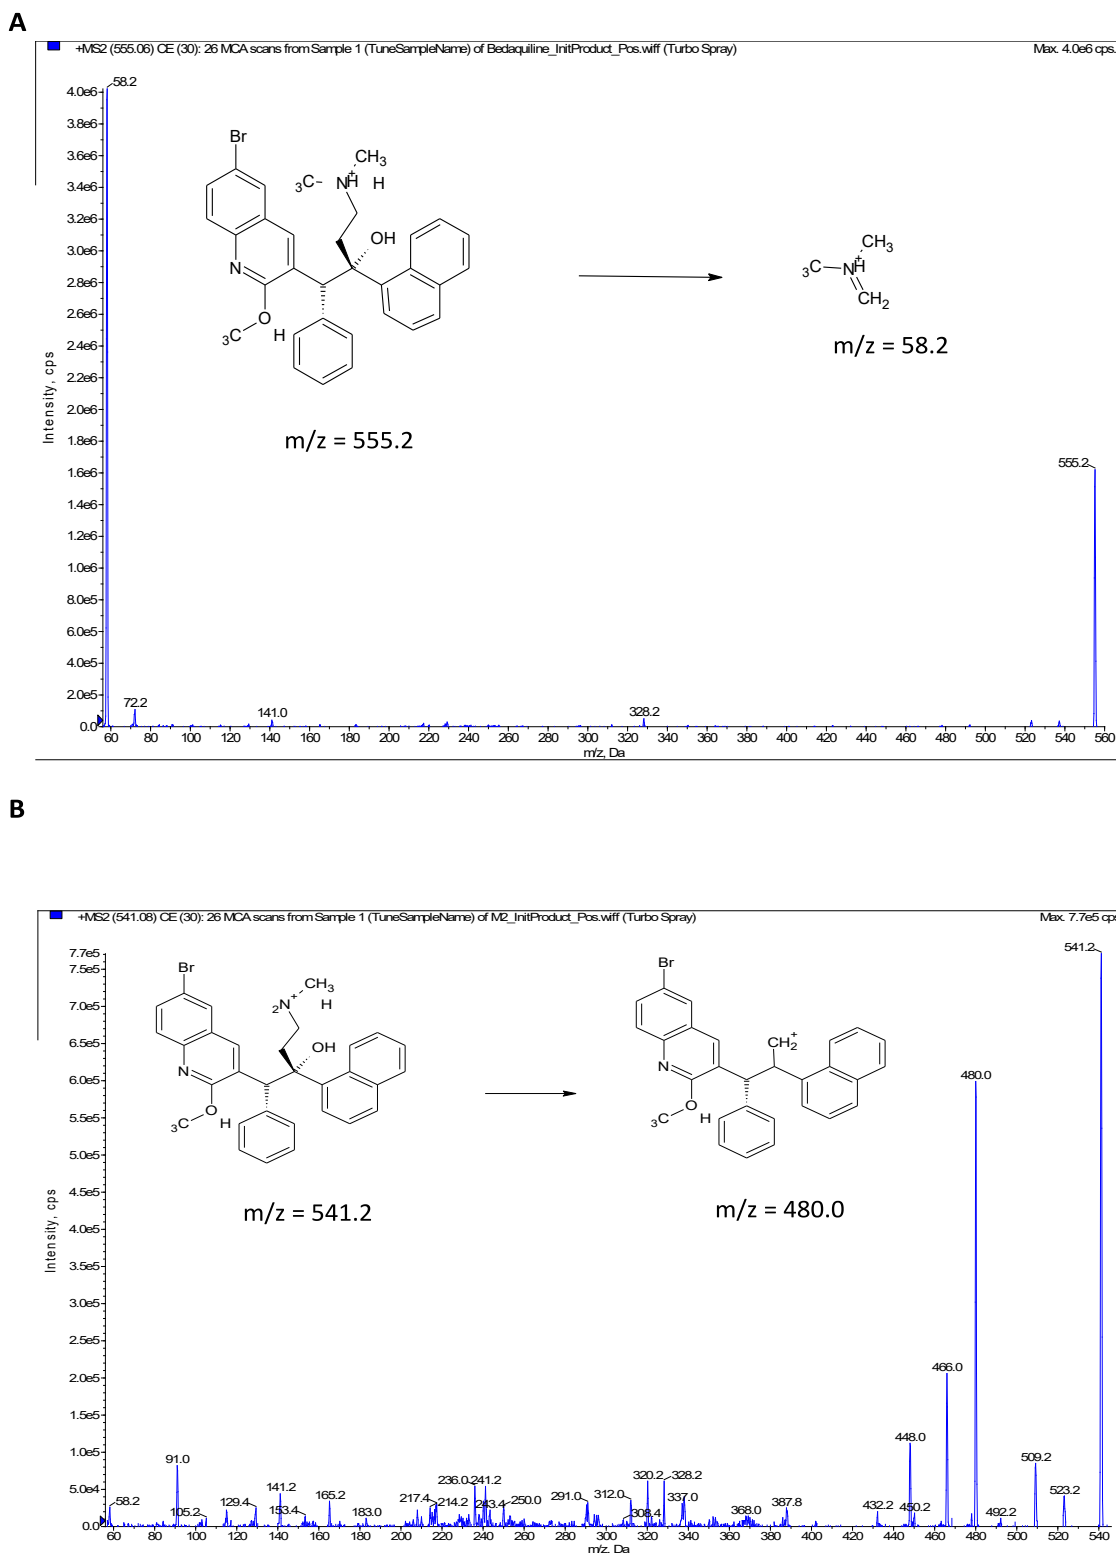 A
+MS2 (555.06) CE (30): 26 MCA scans from Sample 1 (TuneSampleName) of Bedaquiline_InitProduct_Pos.wiff (Turbo Spray)
Max. 4.0e6 cps.
58.2
4.0e6
3.8e6
3.6e6
3.4e6
3.2e6
3.0e6
2.8e6
2.6e6
2.4e6
2.2e6
2.0e6
1.8e6
1.6e6
1.4e6
1.2e6
1.0e6
8.0e5
6.0e5
4.0e5
2.0e5
0.0
Intensity, cps
Br
CH3
3C
NH+
H
OH
N
O
3C
H
m/z = 555.2
CH3
3C
NH+
CH2
m/z = 58.2
555.2
72.2
141.0
328.2
60 80 100 120 140 160 180 200 220 240 260 280 300 320 340 360 380 400 420 440 460 480 500 520 540 560
m/z, Da
B
+MS2 (541.08) CE (30): 26 MCA scans from Sample 1 (TuneSampleName) of M2_InitProduct_Pos.wiff (Turbo Spray)
Max. 7.7e5 cps
541.2
7.7e5
7.5e5
7.0e5
6.5e5
6.0e5
5.5e5
5.0e5
4.5e5
4.0e5
3.5e5
3.0e5
2.5e5
2.0e5
1.5e5
1.0e5
5.0e4
0.0
Intensity, cps
Br
CH3
N+
2
H
OH
N
O
3C
H
m/z = 541.2
Br
CH2+
N
O
3C
H
m/z = 480.0
480.0
466.0
448.0
509.2
523.2
58.2
91.0
105.2
129.4
141.2
153.4
165.2
183.0
217.4
214.2
236.0
241.2
243.4
250.0
291.0
312.0
308.4
320.2
328.2
337.0
368.0
387.8
432.2
450.2
492.2
60 80 100 120 140 160 180 200 220 240 260 280 300 320 340 360 380 400 420 440 460 480 500 520 540
m/z, Da